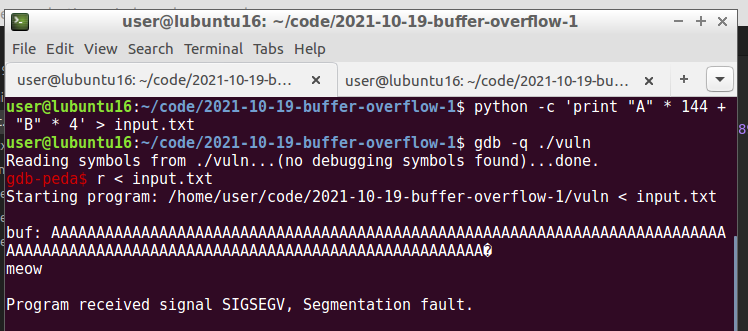 user@lubuntu16: ~/code/2021-10-19-buffer-overflow-1
File Edit View Search Terminal Tabs Help
user@lubuntu16: ~/code/2021-10-19-b... × user@lubuntu16: ~/code/2021-10-19-bu... ×
user@lubuntu16:~/code/2021-10-19-buffer-overflow-1$ python -c 'print "A" * 144 +
"B" * 4' > input.txt
user@lubuntu16:~/code/2021-10-19-buffer-overflow-1$ gdb -q ./vuln
Reading symbols from ./vuln...(no debugging symbols found)...done.
gdb-peda$ r < input.txt
Starting program: /home/user/code/2021-10-19-buffer-overflow-1/vuln < input.txt
buf: AAAAAAAAAAAAAAAAAAAAAAAAAAAAAAAAAAAAAAAAAAAAAAAAAAAAAAAAAAAAAAAAAAAAAAAAAAA
AAAAAAAAAAAAAAAAAAAAAAAAAAAAAAAAAAAAAAAAAAAAAAAAAAAAA�
meow
Program received signal SIGSEGV, Segmentation fault.